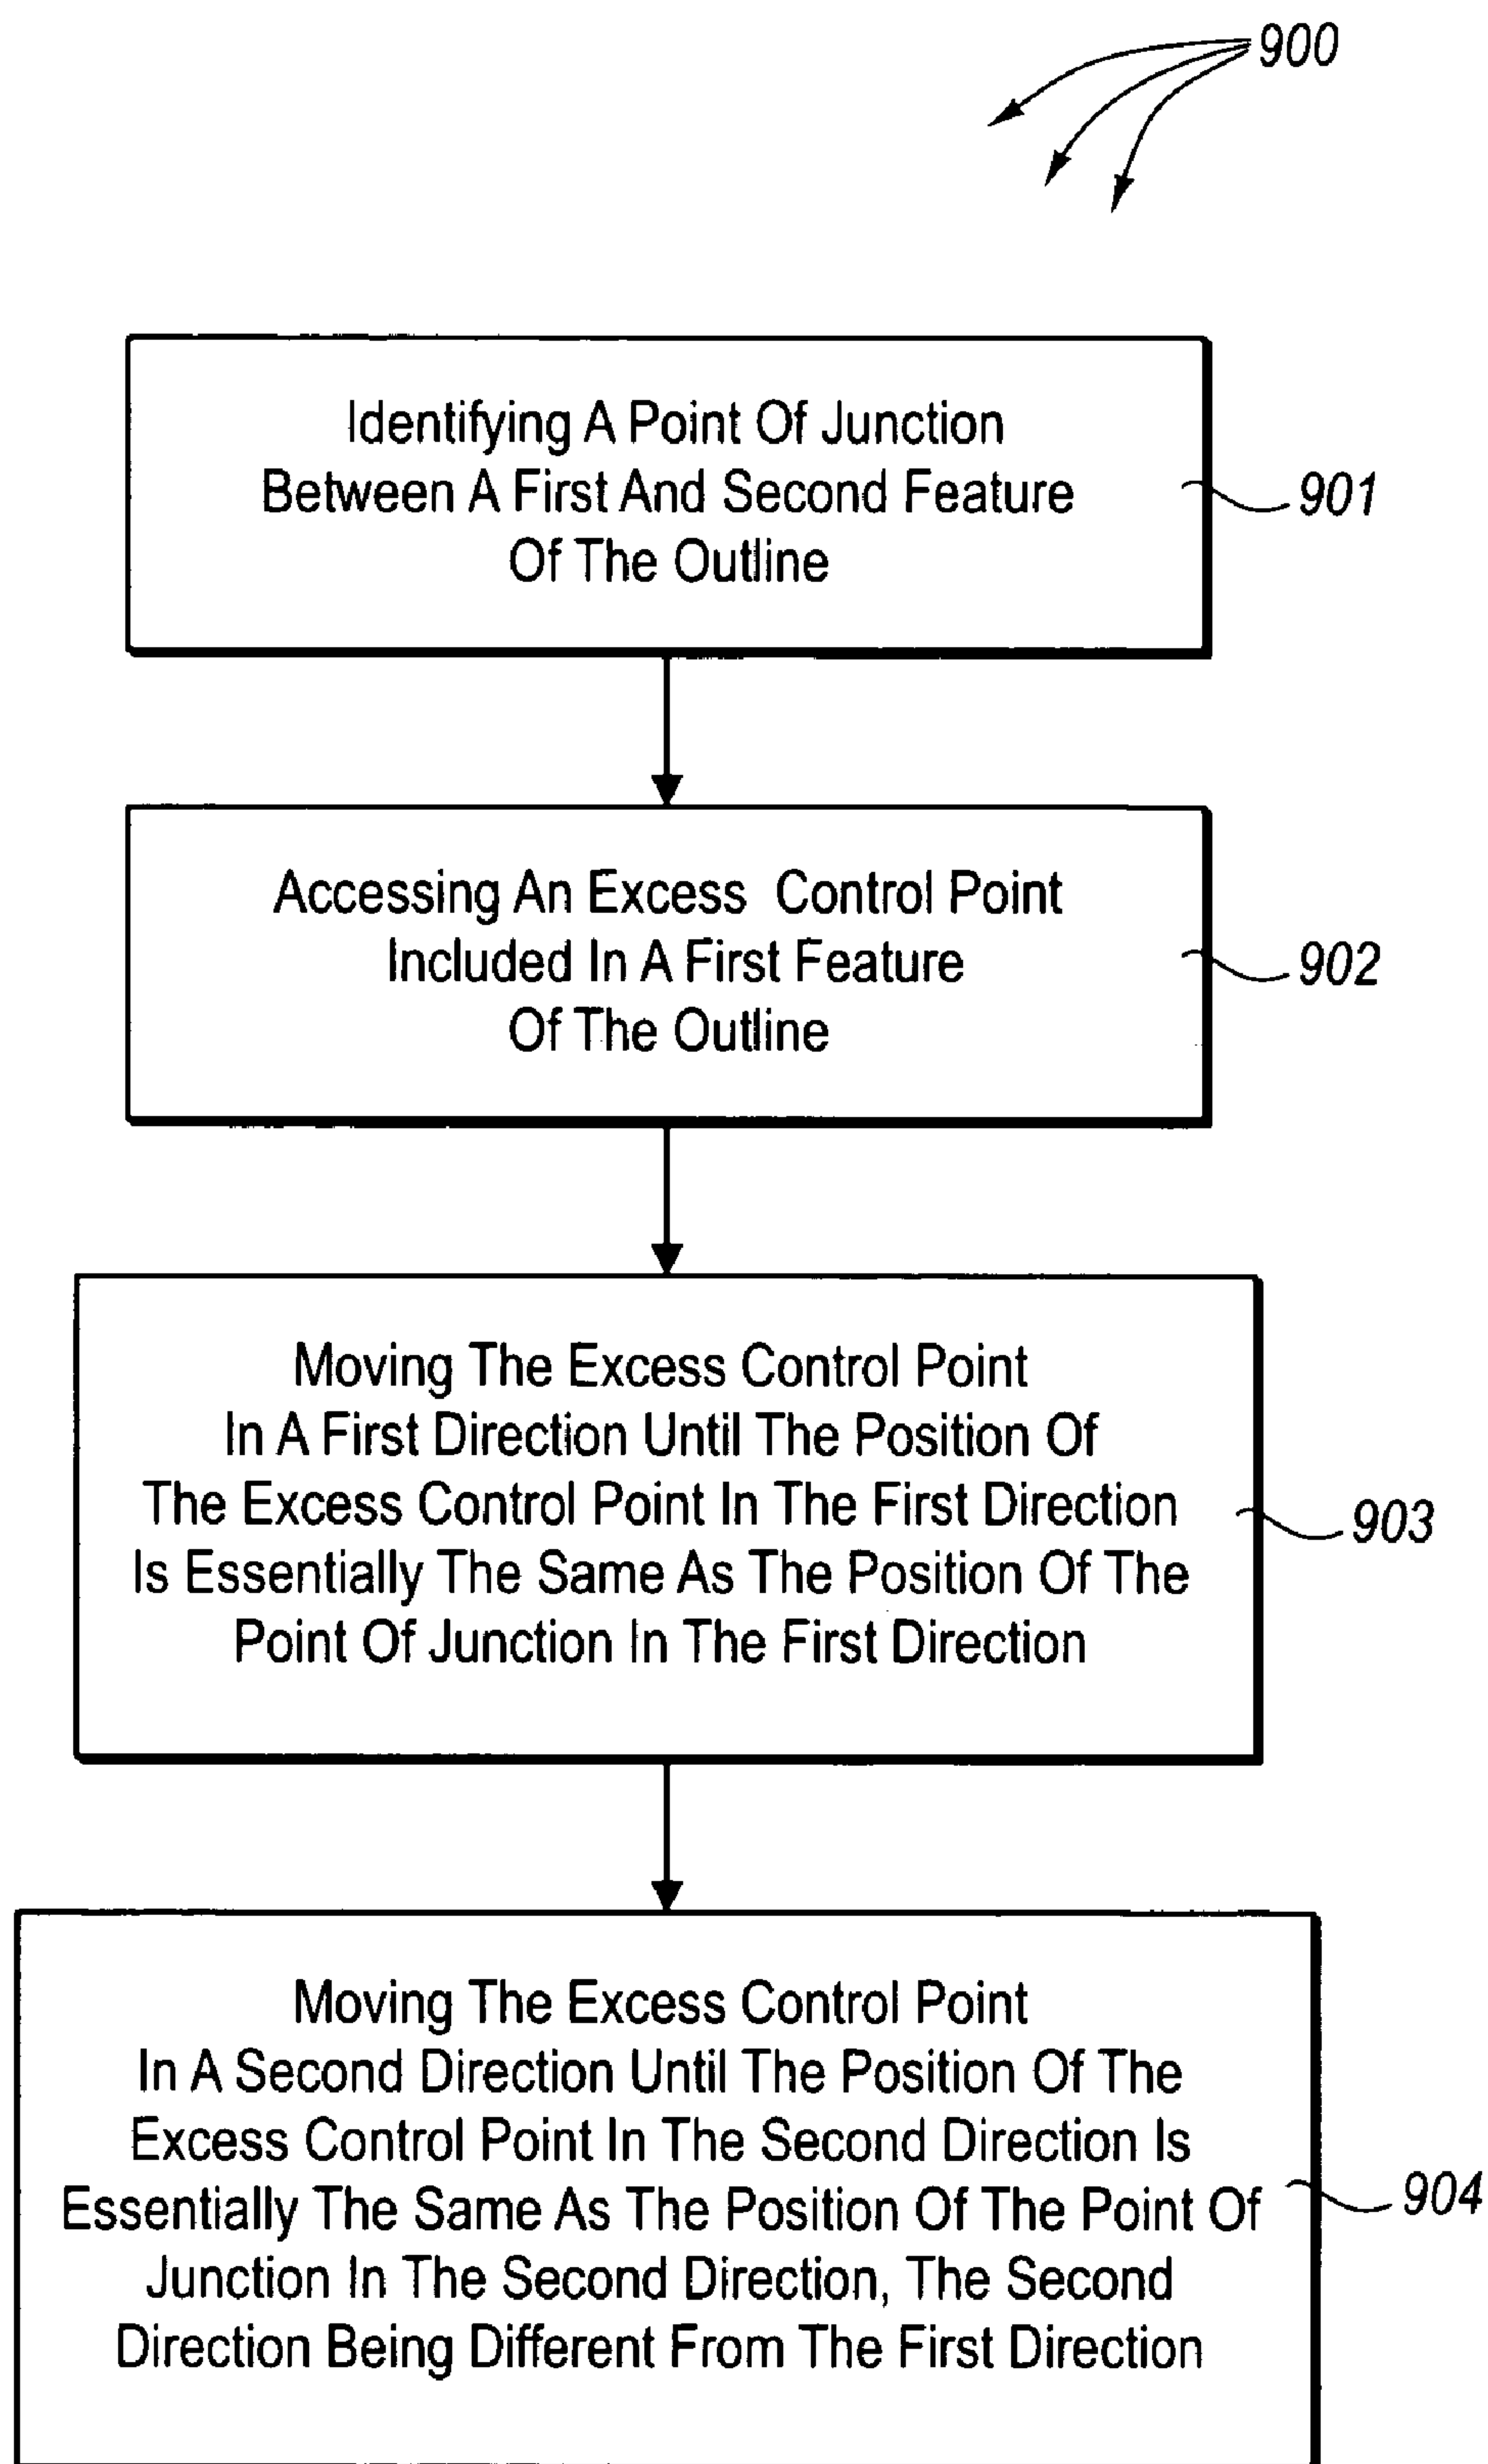 900
Identifying A Point Of Junction
Between A First And Second Feature
Of The Outline
901
Accessing An Excess Control Point
Included In A First Feature
Of The Outline
902
Moving The Excess Control Point
In A First Direction Until The Position Of
The Excess Control Point In The First Direction
Is Essentially The Same As The Position Of The
Point Of Junction In The First Direction
903
Moving The Excess Control Point
In A Second Direction Until The Position Of The
Excess Control Point In The Second Direction Is
Essentially The Same As The Position Of The Point Of
Junction In The Second Direction, The Second
Direction Being Different From The First Direction
904